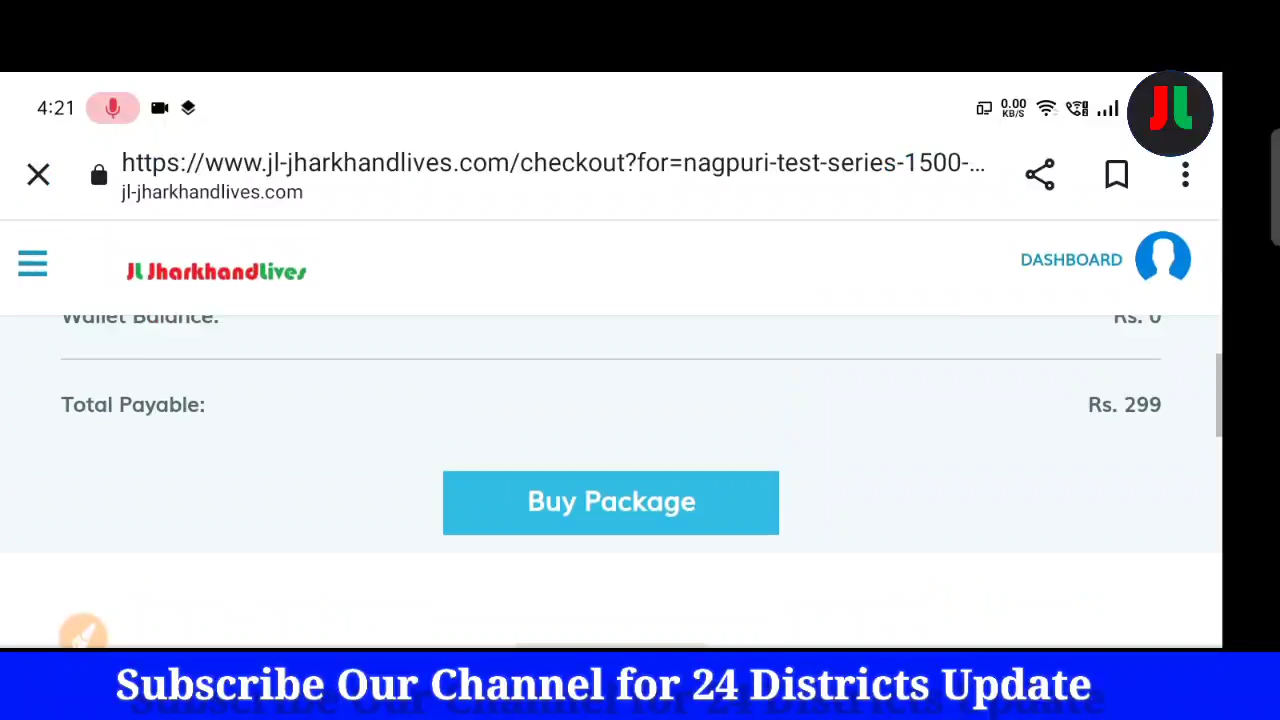 4:21
0.00
KB/S
JL
https://www.jl-jharkhandlives.com/checkout?for=nagpuri-test-series-1500-...
jl-jharkhandlives.com
JL JharkhandLives
DASHBOARD
Wallet Balance: Rs. 0
Total Payable: Rs. 299
Buy Package
Subscribe Our Channel for 24 Districts Update